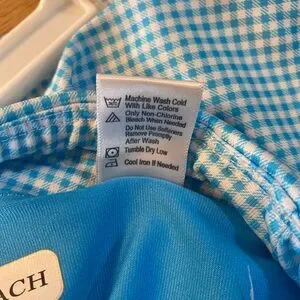 Machine Wash Cold
With Like Colors
Only Non-Chlorine
Bleach When Needed
Do Not Use Softeners
Remove Promptly
After Wash
Tumble Dry Low
Cool Iron If Needed
ACH